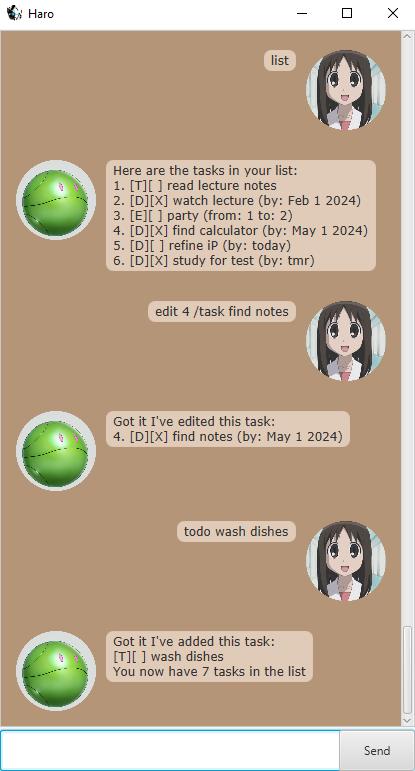 Haro
list
Here are the tasks in your list:
1. [T][ ] read lecture notes
2. [D][X] watch lecture (by: Feb 1 2024)
3. [E][ ] party (from: 1 to: 2)
4. [D][X] find calculator (by: May 1 2024)
5. [D][ ] refine iP (by: today)
6. [D][X] study for test (by: tmr)
edit 4 /task find notes
Got it I've edited this task:
4. [D][X] find notes (by: May 1 2024)
todo wash dishes
Got it I've added this task:
[T][ ] wash dishes
You now have 7 tasks in the list
Send